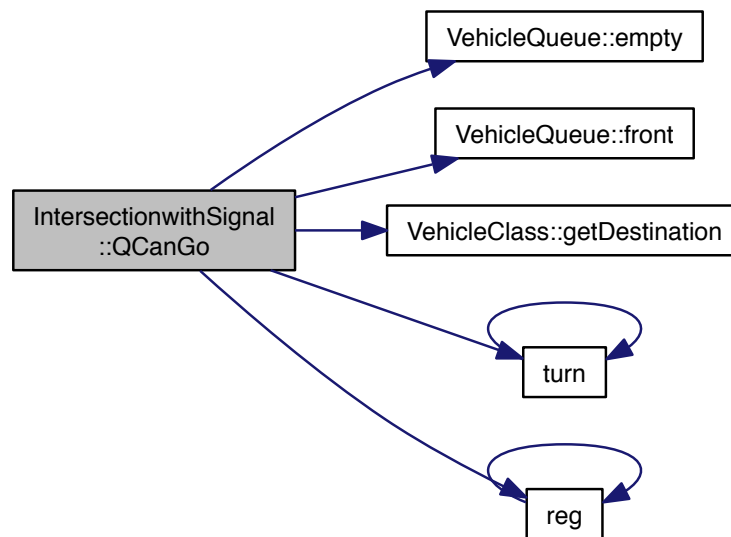 VehicleQueue::empty
VehicleQueue::front
IntersectionwithSignal
::QCanGo
VehicleClass::getDestination
turn
reg